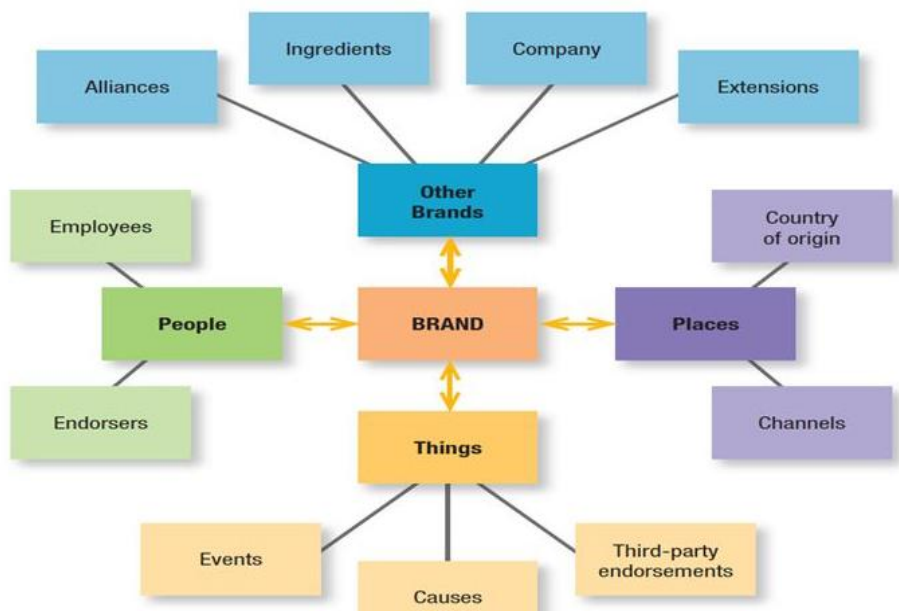 Ingredients
Company
Alliances
Extensions
Other
Brands
Employees
Country
of origin
People
BRAND
Places
Endorsers
Things
Channels
Events
Causes
Third-party
endorsements